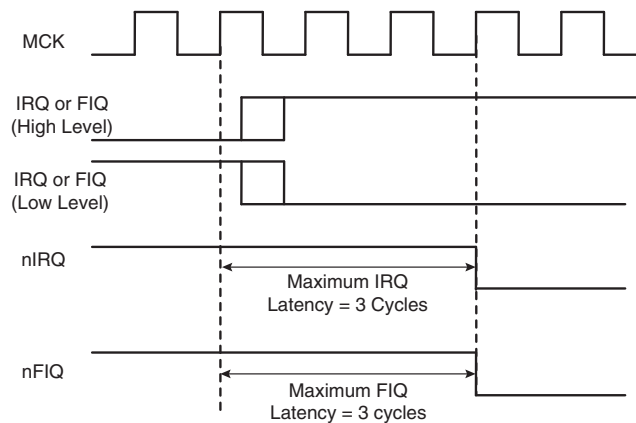 MCK
IRQ or FIQ
(High Level)
IRQ or FIQ
(Low Level)
nIRQ
Maximum IRQ
Latency = 3 Cycles
nFIQ
Maximum FIQ
Latency = 3 cycles